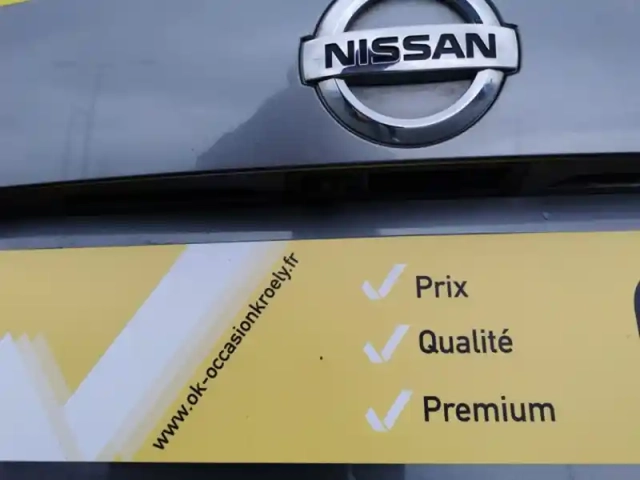 NISSAN
www.ok-occasionkroely.fr
Prix
Qualité
Premium